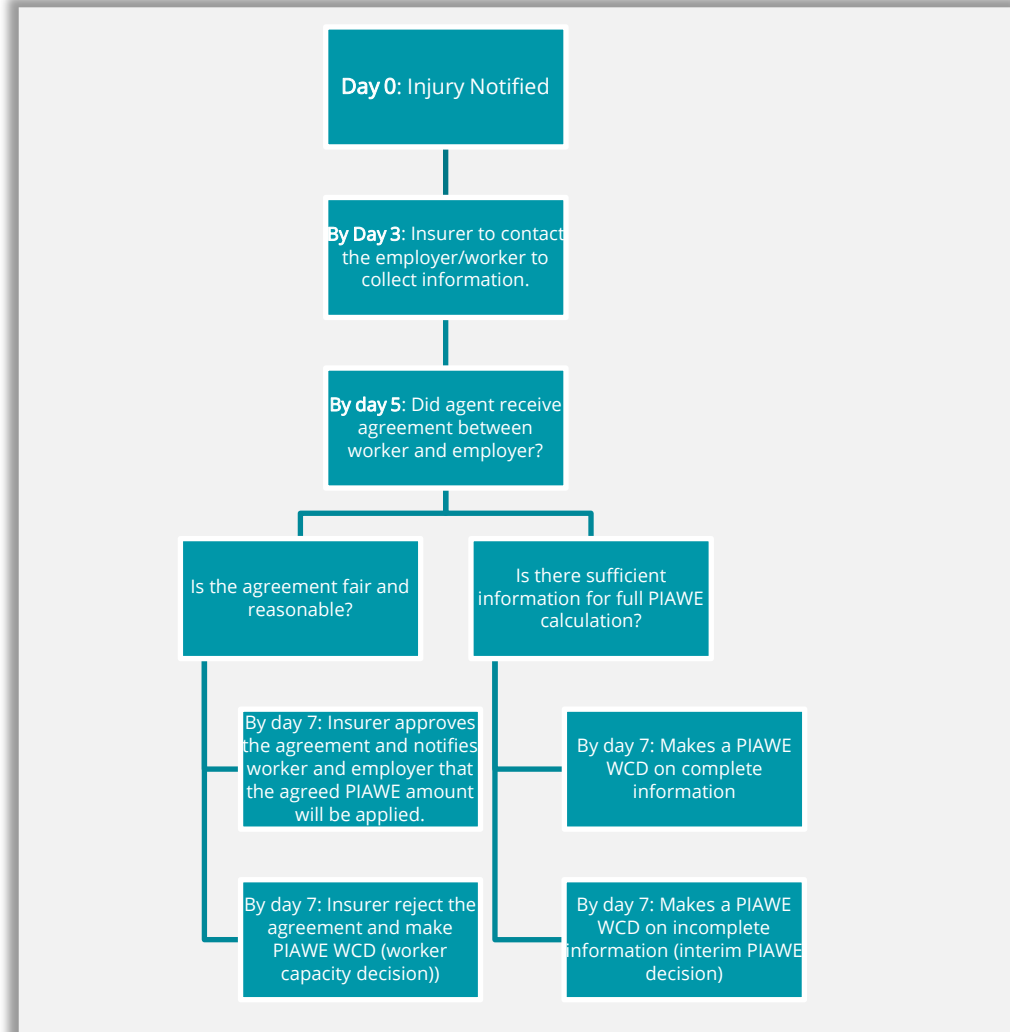 Day 0: Injury Notified
By Day 3: Insurer to contact
the employer/worker to
collect information.
By day 5: Did agent receive
agreement between
worker and employer?
Is the agreement fair and
reasonable?
Is there sufficient
information for full PIAWE
calculation?
By day 7: Insurer approves
the agreement and notifies
worker and employer that
the agreed PIAWE amount
will be applied.
By day 7: Makes a PIAWE
WCD on complete
information
By day 7: Insurer reject the
agreement and make
PIAWE WCD (worker
capacity decision))
By day 7: Makes a PIAWE
WCD on incomplete
information (interim PIAWE
decision)